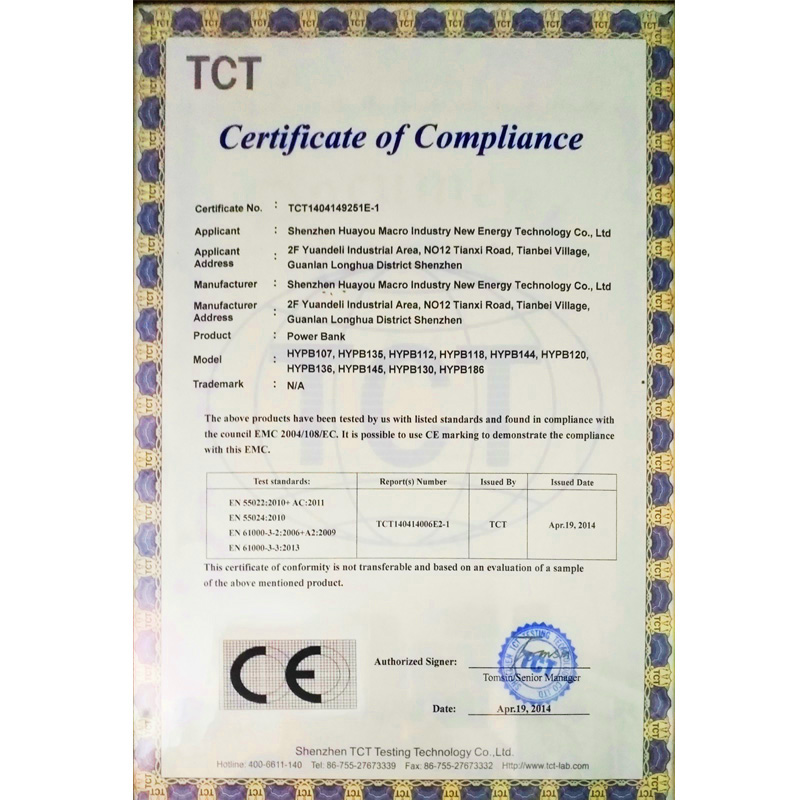 TCT
Certificate of Compliance
Certificate No. : TCT1404149251E-1
Applicant : Shenzhen Huayou Macro Industry New Energy Technology Co., Ltd
Applicant Address : 2F Yuandeli Industrial Area, NO12 Tianxi Road, Tianbei Village,
Guanlan Longhua District Shenzhen
Manufacturer : Shenzhen Huayou Macro Industry New Energy Technology Co., Ltd
Manufacturer Address : 2F Yuandeli Industrial Area, NO12 Tianxi Road, Tianbei Village,
Guanlan Longhua District Shenzhen
Product : Power Bank
Model : HYPB107, HYPB135, HYPB112, HYPB118, HYPB144, HYPB120,
HYPB136, HYPB145, HYPB130, HYPB186
Trademark : N/A
The above products have been tested by us with listed standards and found in compliance with
the council EMC 2004/108/EC. It is possible to use CE marking to demonstrate the compliance
with this EMC.
Test standards: Report(s) Number Issued By Issued Date
EN 55022:2010+ AC:2011
EN 55024:2010
EN 61000-3-2:2006+A2:2009
EN 61000-3-3:2013
TCT140414006E2-1 TCT Apr.19, 2014
This certificate of conformity is not transferable and based on an evaluation of a sample
of the above mentioned product.
CE
Authorized Signer:
Tomsin/Senior Manager
TCT
Date: Apr.19, 2014
Shenzhen TCT Testing Technology Co.,Ltd.
Hotline: 400-6611-140 Tel: 86-755-27673339 Fax: 86-755-27673332 Http://www.tct-lab.com